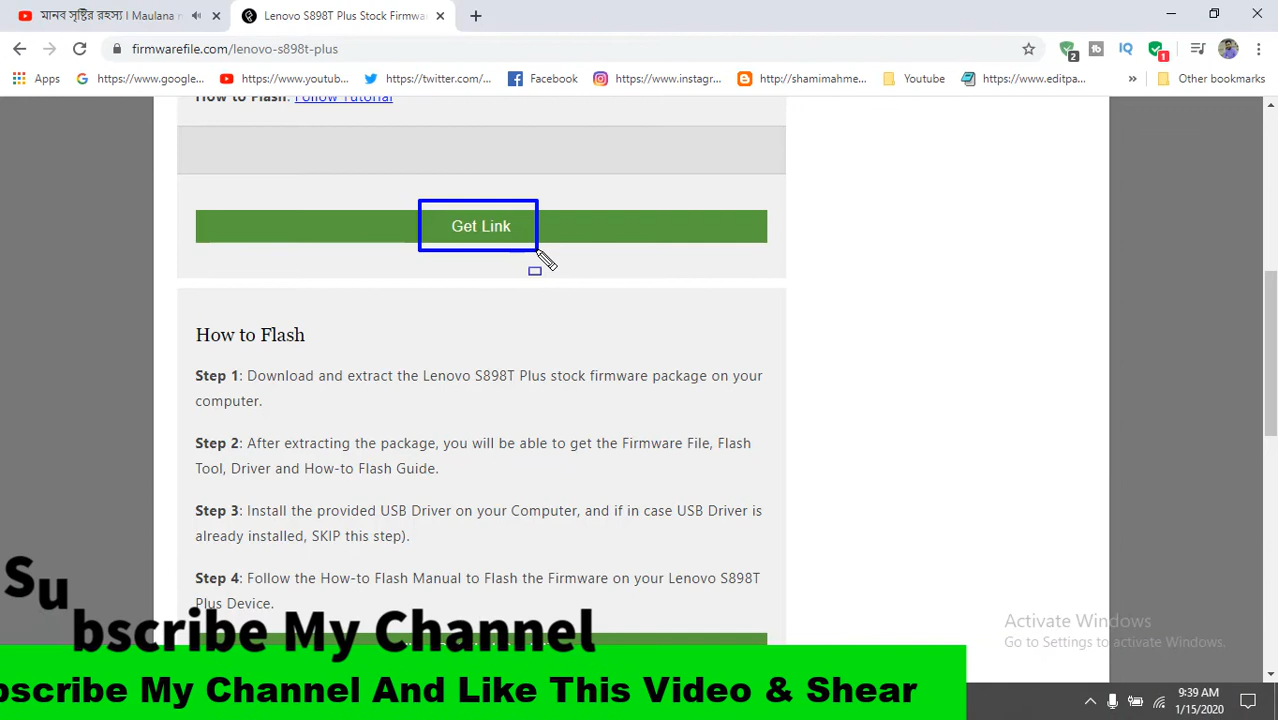 মানব সৃষ্টির রহস্য I Maulana
Lenovo S898T Plus Stock Firmwa
firmwarefile.com/lenovo-s898t-plus
2
IQ
1
Apps
https://www.google...
https://www.youtub...
https://twitter.com/...
Facebook
https://www.instagr...
http://shamimahme...
Youtube
https://www.editpa...
Other bookmarks
How to Flash: Follow Tutorial
Get Link
How to Flash
Step 1: Download and extract the Lenovo S898T Plus stock firmware package on your
computer.
Step 2: After extracting the package, you will be able to get the Firmware File, Flash
Tool, Driver and How-to Flash Guide.
Step 3: Install the provided USB Driver on your Computer, and if in case USB Driver is
already installed, SKIP this step).
Step 4: Follow the How-to Flash Manual to Flash the Firmware on your Lenovo S898T
Plus Device.
Activate Windows
Go to Settings to activate Windows.
Subscribe My Channel
bscribe My Channel And Like This Video & Shear
9:39 AM
1/15/2020